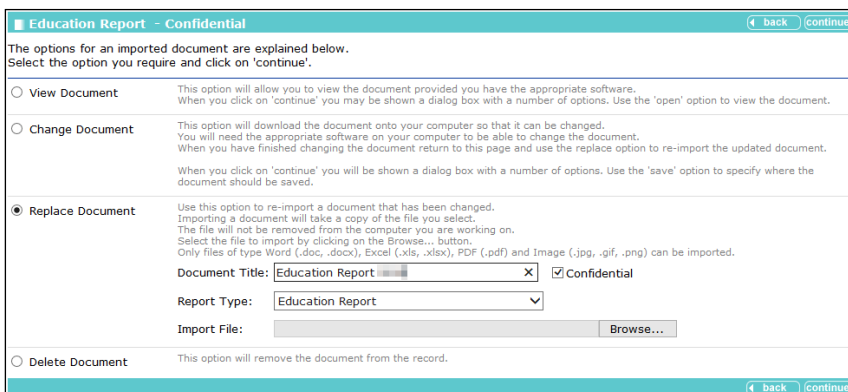 Education Report - Confidential
back continue
The options for an imported document are explained below.
Select the option you require and click on 'continue'.
View Document
This option will allow you to view the document provided you have the appropriate software.
When you click on 'continue' you may be shown a dialog box with a number of options. Use the 'open' option to view the document.
Change Document
This option will download the document onto your computer so that it can be changed.
You will need the appropriate software on your computer to be able to change the document.
When you have finished changing the document return to this page and use the replace option to re-import the updated document.
When you click on 'continue' you will be shown a dialog box with a number of options. Use the 'save' option to specify where the
document should be saved.
Replace Document
Use this option to re-import a document that has been changed.
Importing a document will take a copy of the file you select.
The file will not be removed from the computer you are working on.
Select the file to import by clicking on the Browse... button.
Only files of type Word (.doc, .docx), Excel (.xls, .xlsx), PDF (.pdf) and Image (.jpg, .gif, .png) can be imported.
Document Title: Education Report X Confidential
Report Type: Education Report
Import File: Browse...
Delete Document
This option will remove the document from the record.
back continue